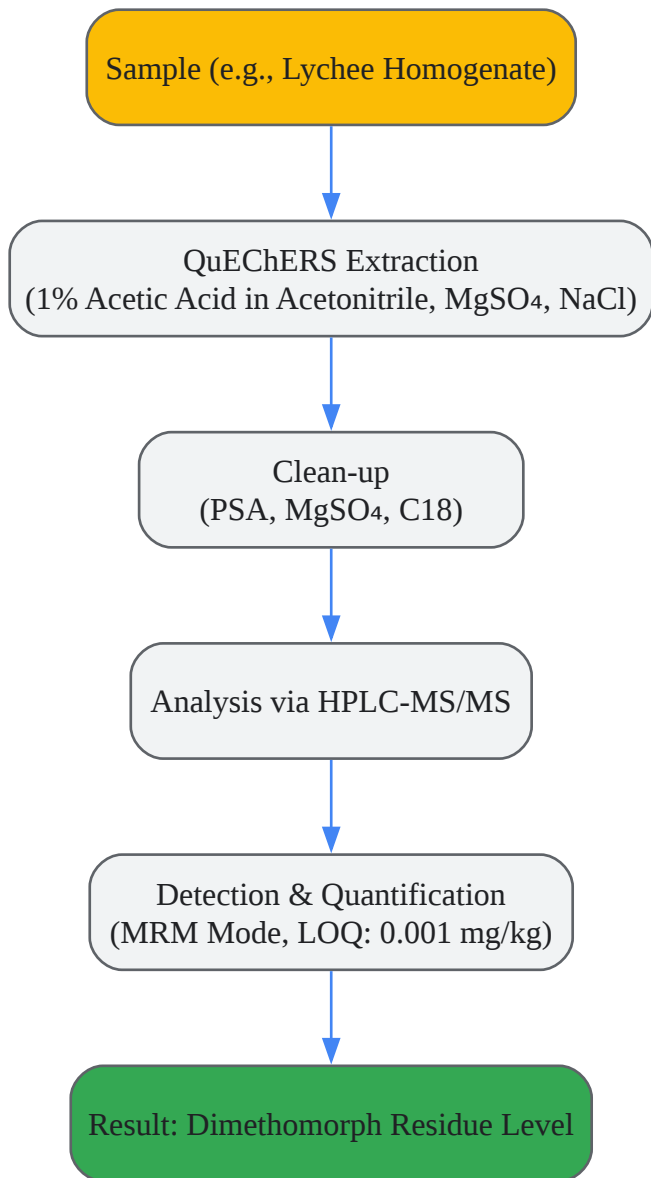 Sample (e.g., Lychee Homogenate)
QuEChERS Extraction
(1% Acetic Acid in Acetonitrile, MgSO₄, NaCl)
Clean-up
(PSA, MgSO₄, C18)
Analysis via HPLC-MS/MS
Detection & Quantification
(MRM Mode, LOQ: 0.001 mg/kg)
Result: Dimethomorph Residue Level